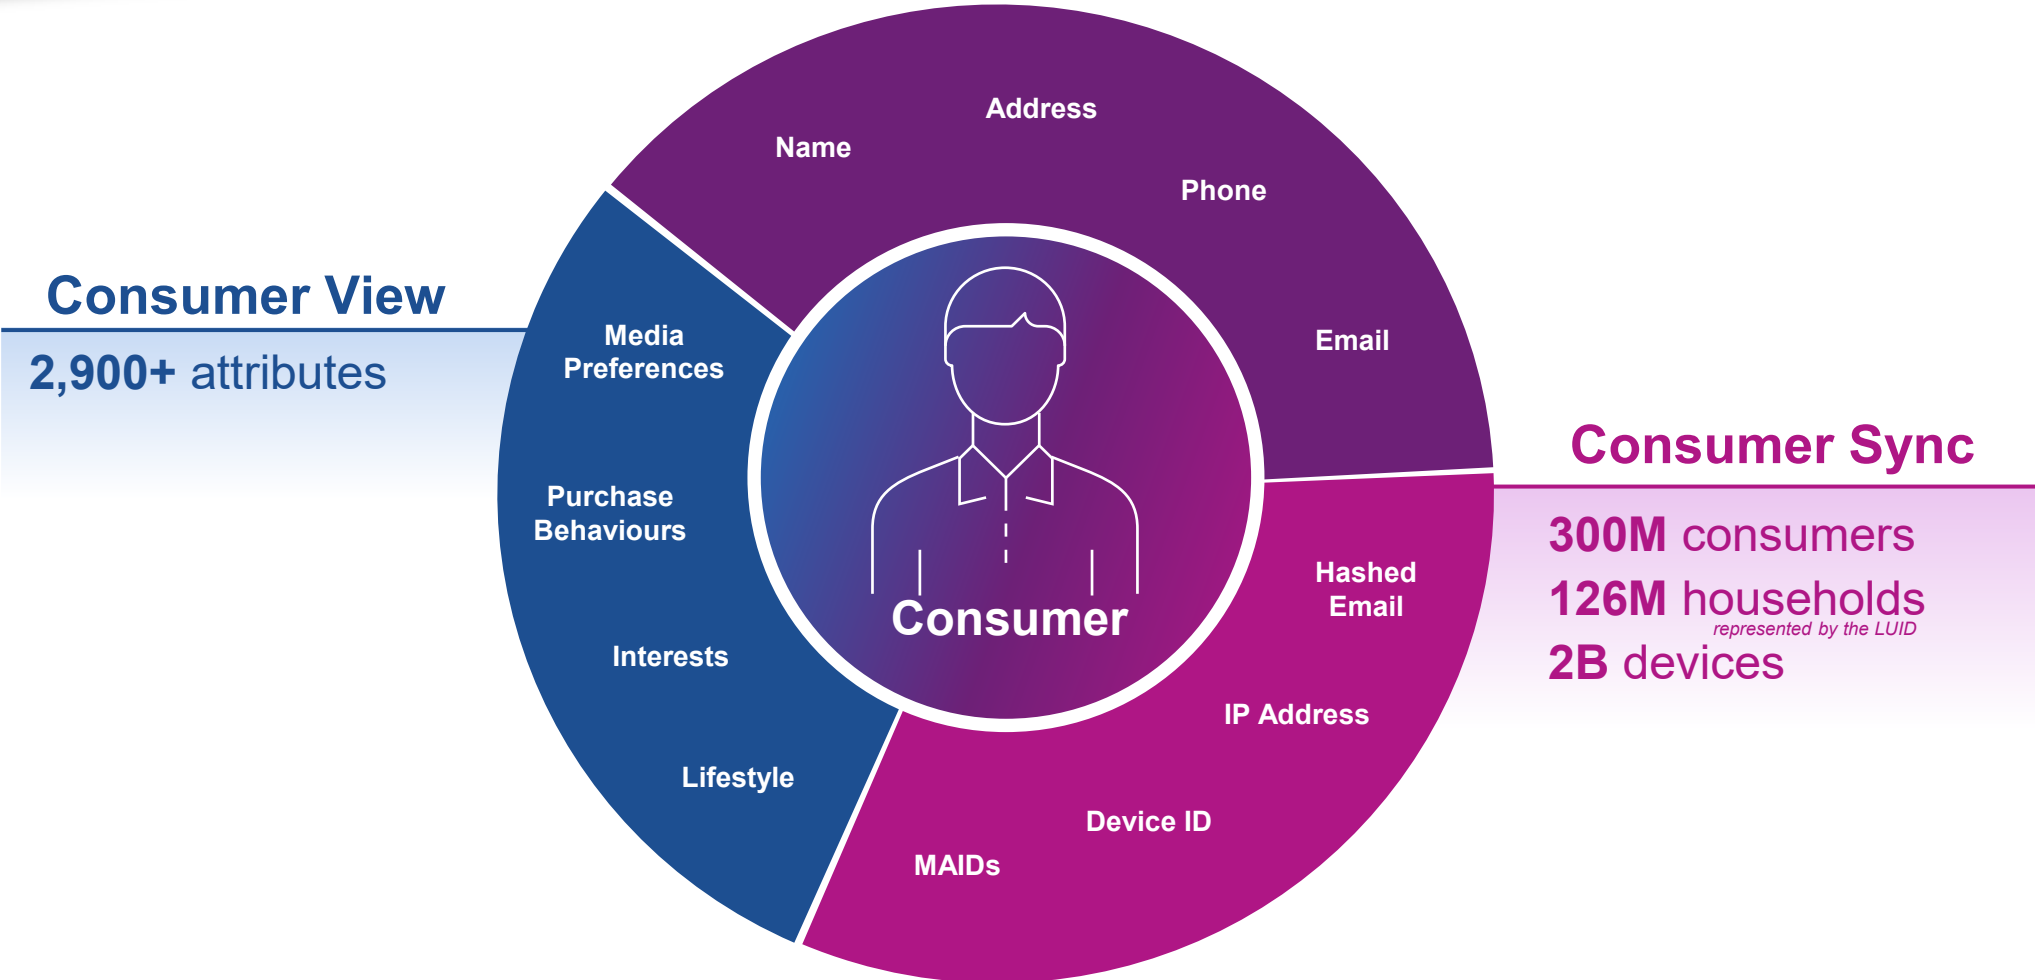 Address
Name
Phone
Consumer View
2,900+ attributes
Media
Preferences
Email
Purchase
Behaviours
Consumer Sync
300M consumers
126M households
represented by the LUID
2B devices
Hashed
Email
Consumer
Interests
IP Address
Lifestyle
Device ID
MAIDs